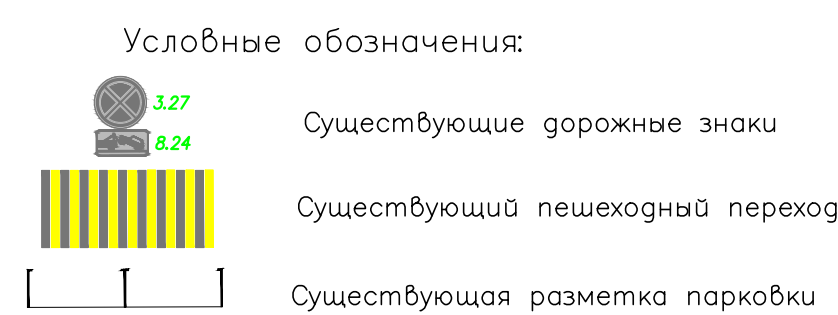 Условные обозначения:
3.27
8.24
Существующие дорожные знаки
Существующий пешеходный переход
Существующая разметка парковки